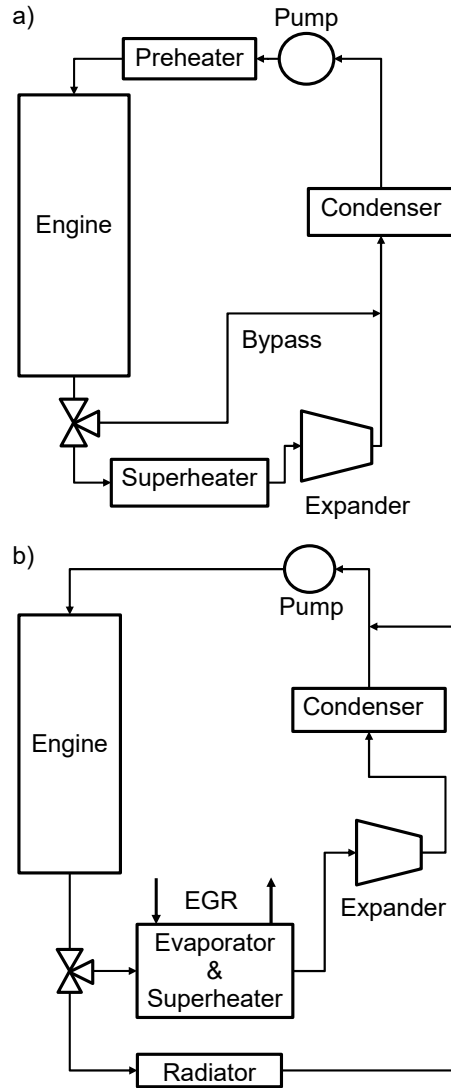 a)
Pump
Preheater
Engine
Condenser
Bypass
Superheater
Expander
b)
Pump
Condenser
Engine
Expander
EGR
Evaporator
&
Superheater
Radiator